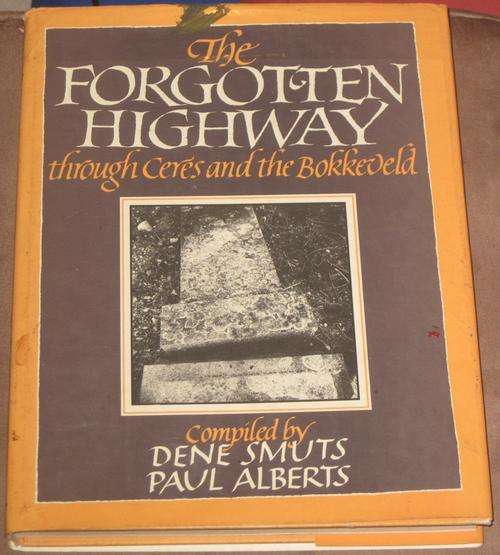 The
FORGOTTEN
HIGHWAY
through Ceres and the Bokkeveld
Compiled by
DENE SMUTS
PAUL ALBERTS